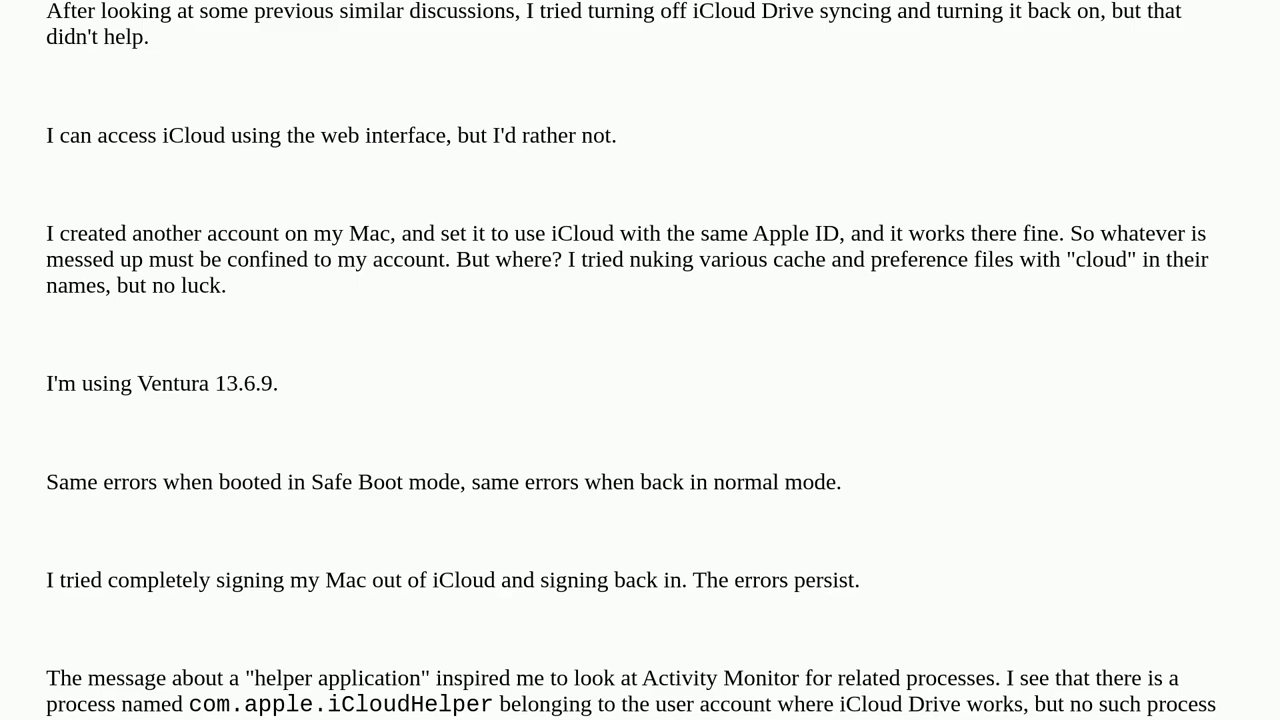 After looking at some previous similar discussions, I tried turning off iCloud Drive syncing and turning it back on, but that
didn't help.
I can access iCloud using the web interface, but I'd rather not.
I created another account on my Mac, and set it to use iCloud with the same Apple ID, and it works there fine. So whatever is
messed up must be confined to my account. But where? I tried nuking various cache and preference files with "cloud" in their
names, but no luck.
I'm using Ventura 13.6.9.
Same errors when booted in Safe Boot mode, same errors when back in normal mode.
I tried completely signing my Mac out of iCloud and signing back in. The errors persist.
The message about a "helper application" inspired me to look at Activity Monitor for related processes. I see that there is a
process named com.apple.iCloudHelper belonging to the user account where iCloud Drive works, but no such process